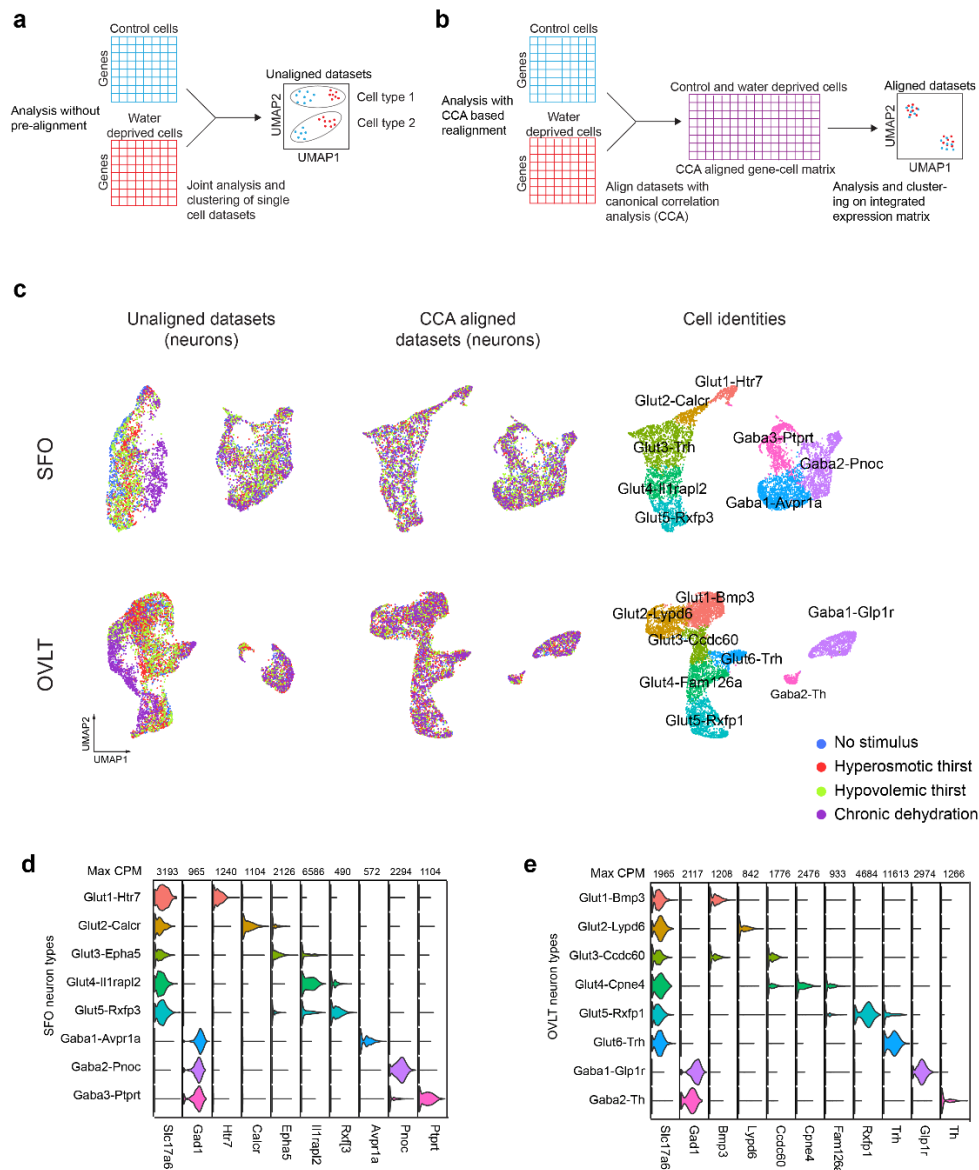 a
Control cells
Genes
Analysis without
pre-alignment
Water
deprived cells
Genes
Joint analysis and
clustering of single
cell datasets
Unaligned datasets
Cell type 1
Cell type 2
UMAP2
UMAP1
b
Control cells
Genes
Analysis with
CCA based
realignment
Water
deprived cells
Genes
Align datasets with
canonical correlation
analysis (CCA)
Control and water deprived cells
CCA aligned gene-cell matrix
Aligned datasets
UMAP2
UMAP1
Analysis and cluster-
ing on integrated
expression matrix
c
Unaligned datasets
(neurons)
CCA aligned
datasets (neurons)
Cell identities
SFO
Glut1-Htr7
Glut2-Calcr
Glut3-Trh
Glut4-Il1rapl2
Glut5-Rxfp3
Gaba3-Ptprt
Gaba2-Pnoc
Gaba1-Avpr1a
OVLT
Glut1-Bmp3
Glut2-Lypd6
Glut3-Ccdc60
Glut6-Trh
Glut4-Fam126a
Glut5-Rxfp1
Gaba1-Glp1r
Gaba2-Th
UMAP2
UMAP1
No stimulus
Hyperosmotic thirst
Hypovolemic thirst
Chronic dehydration
d
Max CPM 3193 965 1240 1104 2126 6586 490 572 2294 1104
SFO neuron types
Glut1-Htr7
Glut2-Calcr
Glut3-Epha5
Glut4-Il1rapl2
Glut5-Rxfp3
Gaba1-Avpr1a
Gaba2-Pnoc
Gaba3-Ptprt
Slc17a6 Gad1 Htr7 Calcr Epha5 Il1rapl2 Rxfj3 Avpr1a Pnoc Ptprt
e
Max CPM 1965 2117 1208 842 1776 2476 933 4684 11613 2974 1266
OVLT neuron types
Glut1-Bmp3
Glut2-Lypd6
Glut3-Ccdc60
Glut4-Cpne4
Glut5-Rxfp1
Glut6-Trh
Gaba1-Glp1r
Gaba2-Th
Slc17a6 Gad1 Bmp3 Lypd6 Ccdc60 Cpne4 Fam126a Rxfp1 Trh Glp1r Th